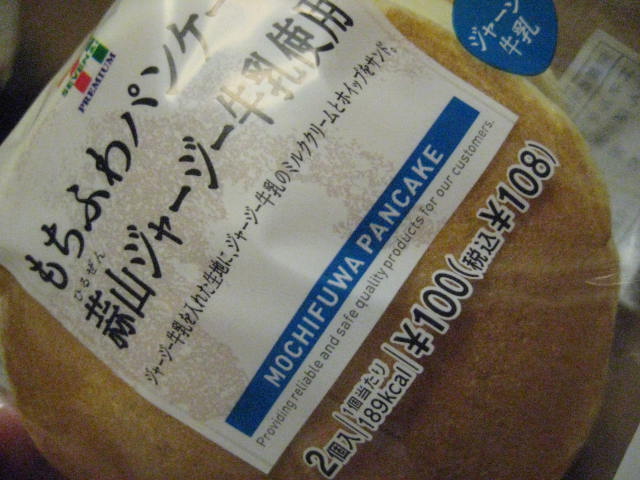 SEVEN&i
PREMIUM
もちふわパンケー
ひるぜん
蒜山ジャージー牛乳使用
ジャージー牛乳を入れた生地に、ジャージー牛乳のミルククリームとホイップをサンド。
MOCHIFUWA PANCAKE
Providing reliable and safe quality products for our customers.
2個入 1個当たり 189kcal ¥100(税込¥108)
ジャージー
牛乳